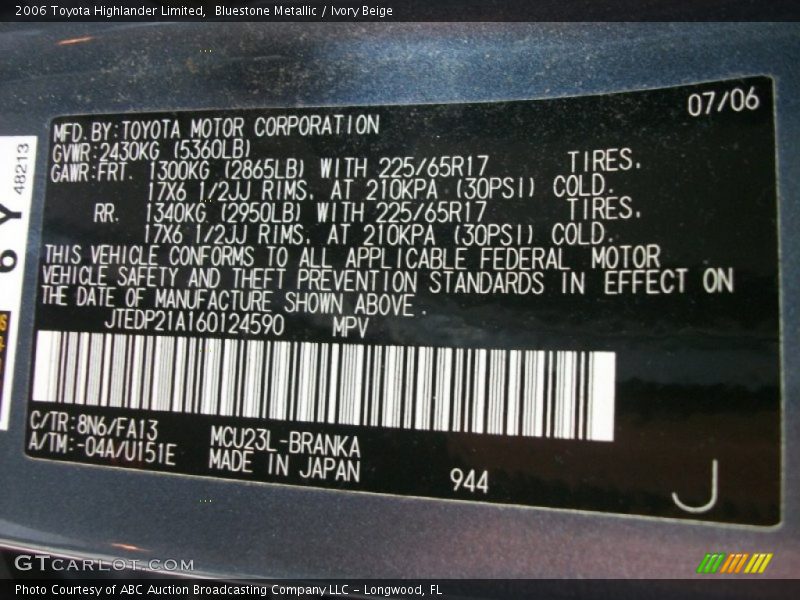 2006 Toyota Highlander Limited,  Bluestone Metallic / Ivory Beige
07/06
MFD. BY: TOYOTA MOTOR CORPORATION
GVWR: 2430KG (5360LB)
GAWR: FRT. 1300KG (2865LB) WITH 225/65R17 TIRES.
17X6 1/2JJ RIMS, AT 210KPA (30PSI) COLD.
RR. 1340KG (2950LB) WITH 225/65R17 TIRES.
17X6 1/2JJ RIMS, AT 210KPA (30PSI) COLD.
THIS VEHICLE CONFORMS TO ALL APPLICABLE FEDERAL MOTOR
VEHICLE SAFETY AND THEFT PREVENTION STANDARDS IN EFFECT ON
THE DATE OF MANUFACTURE SHOWN ABOVE.
JTEDP21A160124590 MPV
C/TR: 8N6/FA13
A/TM: -04A/U151E
MCU23L-BRANKA
MADE IN JAPAN
944
J
48213
6Y
GTCARLOT.COM
Photo Courtesy of ABC Auction Broadcasting Company LLC - Longwood, FL